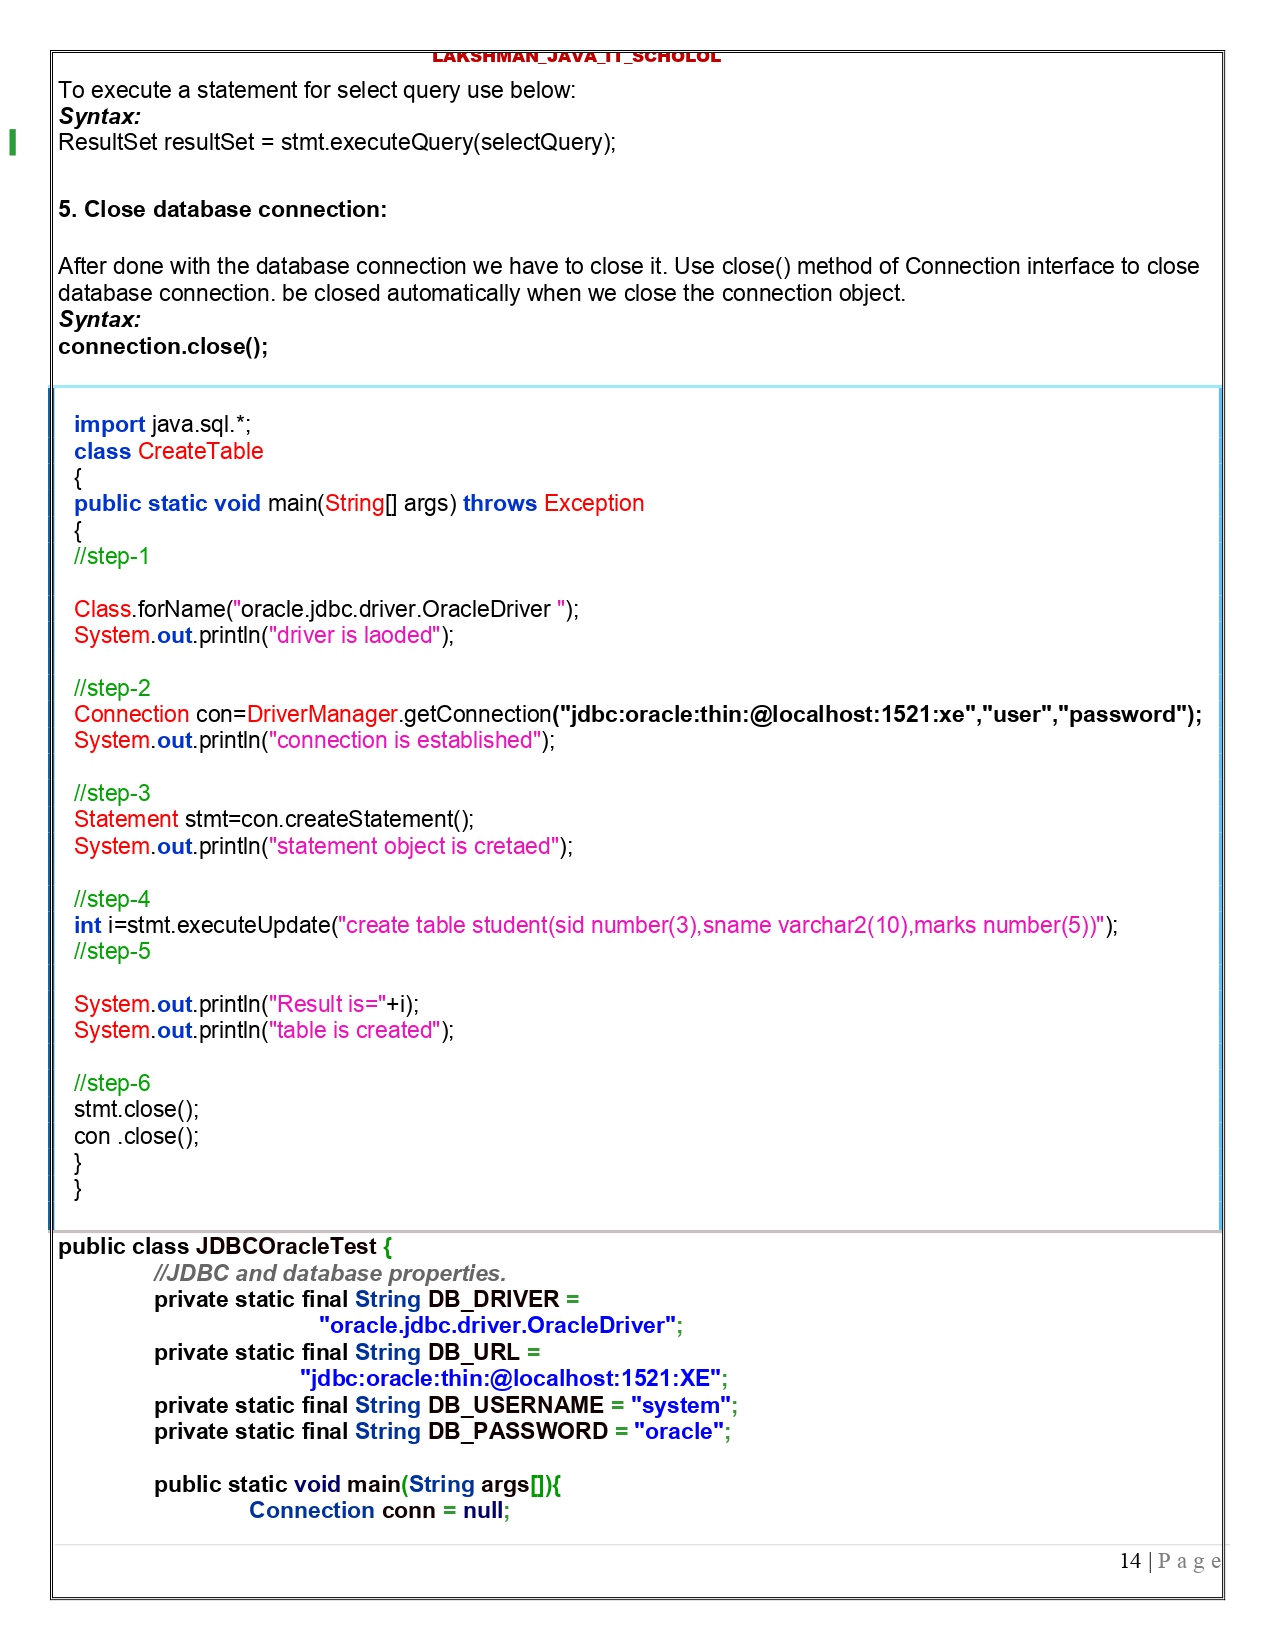 LAKSHMAN_JAVA_IT_SCHOLOL
To execute a statement for select query use below:
Syntax:
ResultSet resultSet = stmt.executeQuery(selectQuery);
5. Close database connection:
After done with the database connection we have to close it. Use close() method of Connection interface to close
database connection. be closed automatically when we close the connection object.
Syntax:
connection.close();
import java.sql.*;
class CreateTable
{
public static void main(String[] args) throws Exception
{
//step-1
Class.forName("oracle.jdbc.driver.OracleDriver ");
System.out.println("driver is laoded");
//step-2
Connection con=DriverManager.getConnection("jdbc:oracle:thin:@localhost:1521:xe","user","password");
System.out.println("connection is established");
//step-3
Statement stmt=con.createStatement();
System.out.println("statement object is cretaed");
//step-4
int i=stmt.executeUpdate("create table student(sid number(3),sname varchar2(10),marks number(5))");
//step-5
System.out.println("Result is="+i);
System.out.println("table is created");
//step-6
stmt.close();
con .close();
}
}
public class JDBCOracleTest {
//JDBC and database properties.
private static final String DB_DRIVER =
"oracle.jdbc.driver.OracleDriver";
private static final String DB_URL =
"jdbc:oracle:thin:@localhost:1521:XE";
private static final String DB_USERNAME = "system";
private static final String DB_PASSWORD = "oracle";
public static void main(String args[]){
Connection conn = null;
14 | P a g e